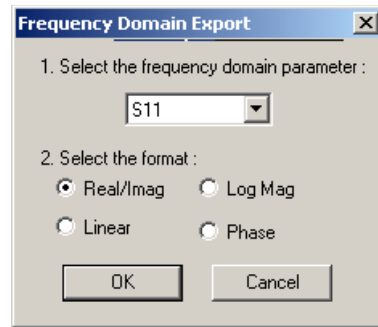 Frequency Domain Export
1. Select the frequency domain parameter :
S11
2. Select the format :
Real/Imag Log Mag
Linear Phase
OK Cancel